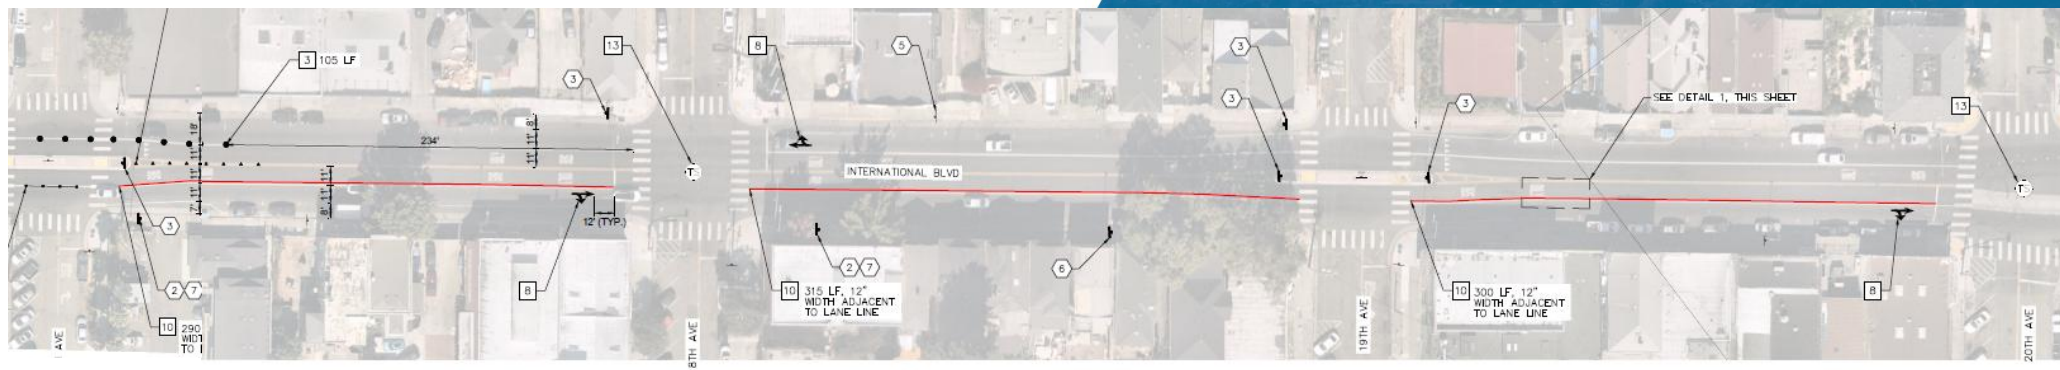 3 105 LF
13
8
5
3
3
3
3
SEE DETAIL 1, THIS SHEET
13
18'
11'
11'
11'
7'
234'
11'
8'
11'
11'
8'
INTERNATIONAL BLVD
12' (TYP.)
3
2 7
8
2 7
6
10 290
10 315 LF, 12"
WIDTH ADJACENT
TO LANE LINE
10 300 LF, 12"
WIDTH ADJACENT
TO LANE LINE
8
AVE
8TH AVE
19TH AVE
20TH AVE